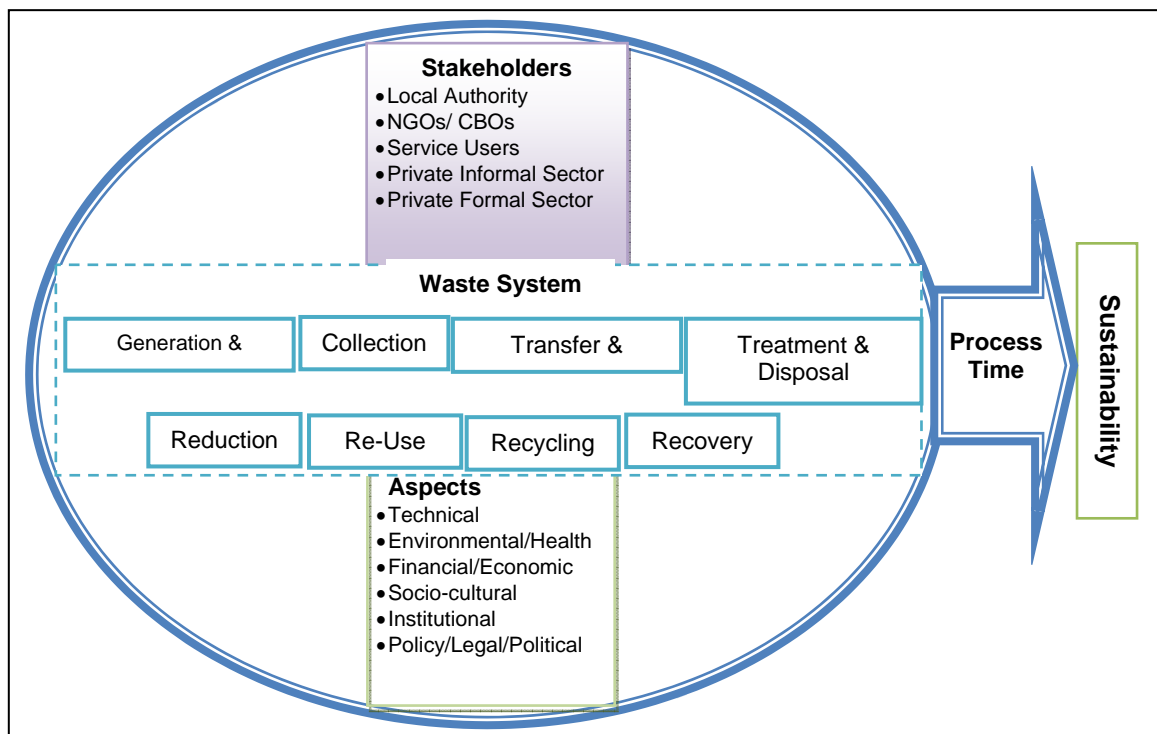 Stakeholders
•Local Authority
•NGOs/ CBOs
•Service Users
•Private Informal Sector
•Private Formal Sector
Waste System
Generation &
Collection
Transfer &
Treatment &
Disposal
Reduction
Re-Use
Recycling
Recovery
Aspects
•Technical
•Environmental/Health
•Financial/Economic
•Socio-cultural
•Institutional
•Policy/Legal/Political
Process
Time
Sustainability